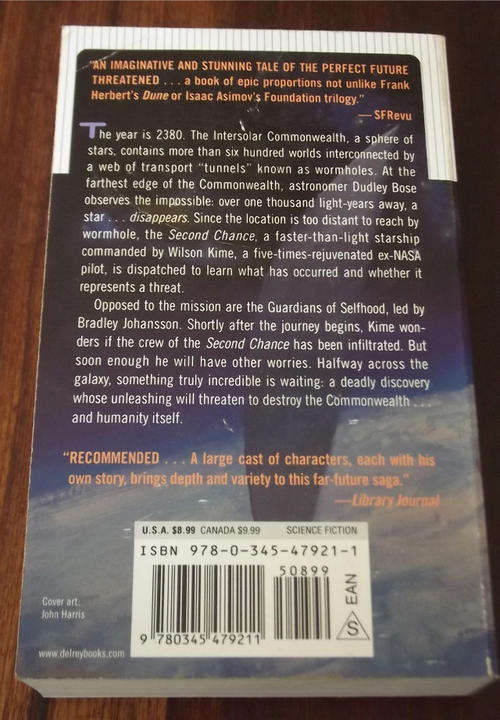 "AN IMAGINATIVE AND STUNNING TALE OF THE PERFECT FUTURE
THREATENED . . . a book of epic proportions not unlike Frank
Herbert's Dune or Isaac Asimov's Foundation trilogy."
—SFRevu
The year is 2380. The Intersolar Commonwealth, a sphere of
stars, contains more than six hundred worlds interconnected by
a web of transport "tunnels" known as wormholes. At the
farthest edge of the Commonwealth, astronomer Dudley Bose
observes the impossible: over one thousand light-years away, a
star . . . disappears. Since the location is too distant to reach by
wormhole, the Second Chance, a faster-than-light starship
commanded by Wilson Kime, a five-times-rejuvenated ex-NASA
pilot, is dispatched to learn what has occurred and whether it
represents a threat.
Opposed to the mission are the Guardians of Selfhood, led by
Bradley Johansson. Shortly after the journey begins, Kime won-
ders if the crew of the Second Chance has been infiltrated. But
soon enough he will have other worries. Halfway across the
galaxy, something truly incredible is waiting: a deadly discovery
whose unleashing will threaten to destroy the Commonwealth . . .
and humanity itself.
"RECOMMENDED . . . A large cast of characters, each with his
own story, brings depth and variety to this far-future saga."
—Library Journal
U.S.A. $8.99 CANADA $9.99 SCIENCE FICTION
ISBN 978-0-345-47921-1
50899
EAN
S
9 780345 479211
Cover art:
John Harris
www.delreybooks.com